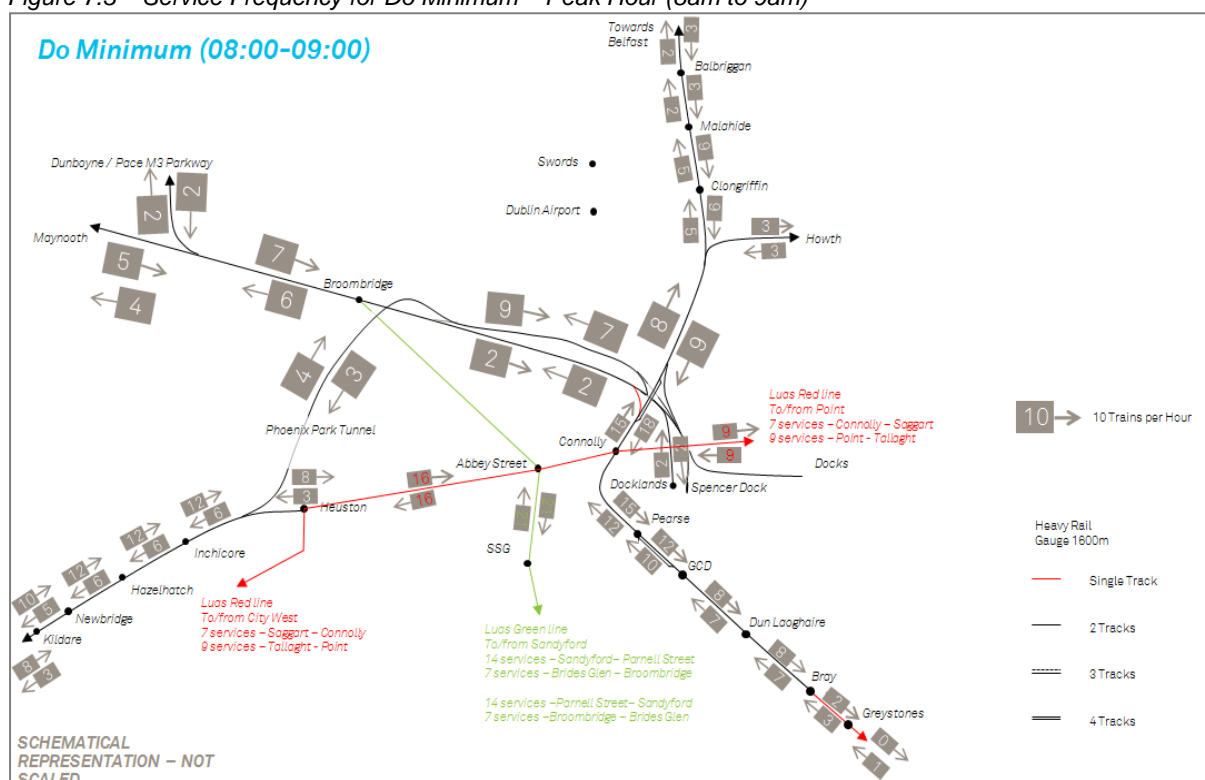 Figure 7.3 – Service Frequency for Do Minimum – Peak Hour (8am to 9am)
Do Minimum (08:00-09:00)
Towards
Belfast
2
3
Balbriggan
2
3
Malahide
5
9
Clongriffin
5
9
Howth
3
3
Swords
Dublin Airport
Dunboyne / Pace M3 Parkway
2
2
Maynooth
5
4
7
6
Broombridge
9
7
2
2
8
9
4
3
Phoenix Park Tunnel
15
18
Connolly
Luas Red line
To/from Point
7 services – Connolly – Saggart
9 services – Point - Tallaght
9
9
10
10 Trains per Hour
Abbey Street
16
16
8
3
Heuston
2
Docklands
Spencer Dock
Docks
15
12
Pearse
12
10
GCD
8
7
Dun Laoghaire
8
7
Bray
2
3
Greystones
0
1
SSG
12
6
Inchicore
12
6
Hazelhatch
12
6
Newbridge
10
5
Kildare
8
3
Luas Red line
To/from City West
7 services – Saggart – Connolly
9 services – Tallaght - Point
Luas Green line
To/from Sandyford
14 services – Sandyford– Parnell Street
7 services – Brides Glen – Broombridge
14 services –Parnell Street– Sandyford
7 services –Broombridge – Brides Glen
Heavy Rail
Gauge 1600m
Single Track
2 Tracks
3 Tracks
4 Tracks
SCHEMATICAL
REPRESENTATION – NOT
SCALED